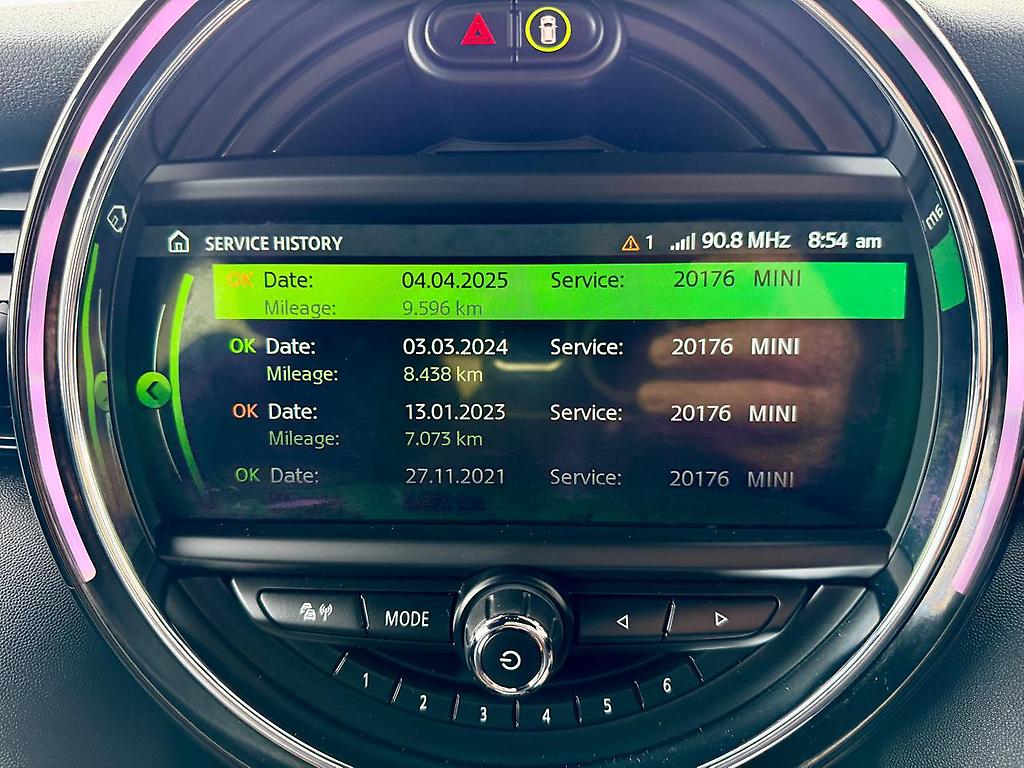 SERVICE HISTORY 1 90.8 MHz 8:54 am
OK Date: 04.04.2025 Service: 20176 MINI
Mileage: 9.596 km
OK Date: 03.03.2024 Service: 20176 MINI
Mileage: 8.438 km
OK Date: 13.01.2023 Service: 20176 MINI
Mileage: 7.073 km
OK Date: 27.11.2021 Service: 20176 MINI
MODE
1 2 3 4 5 6